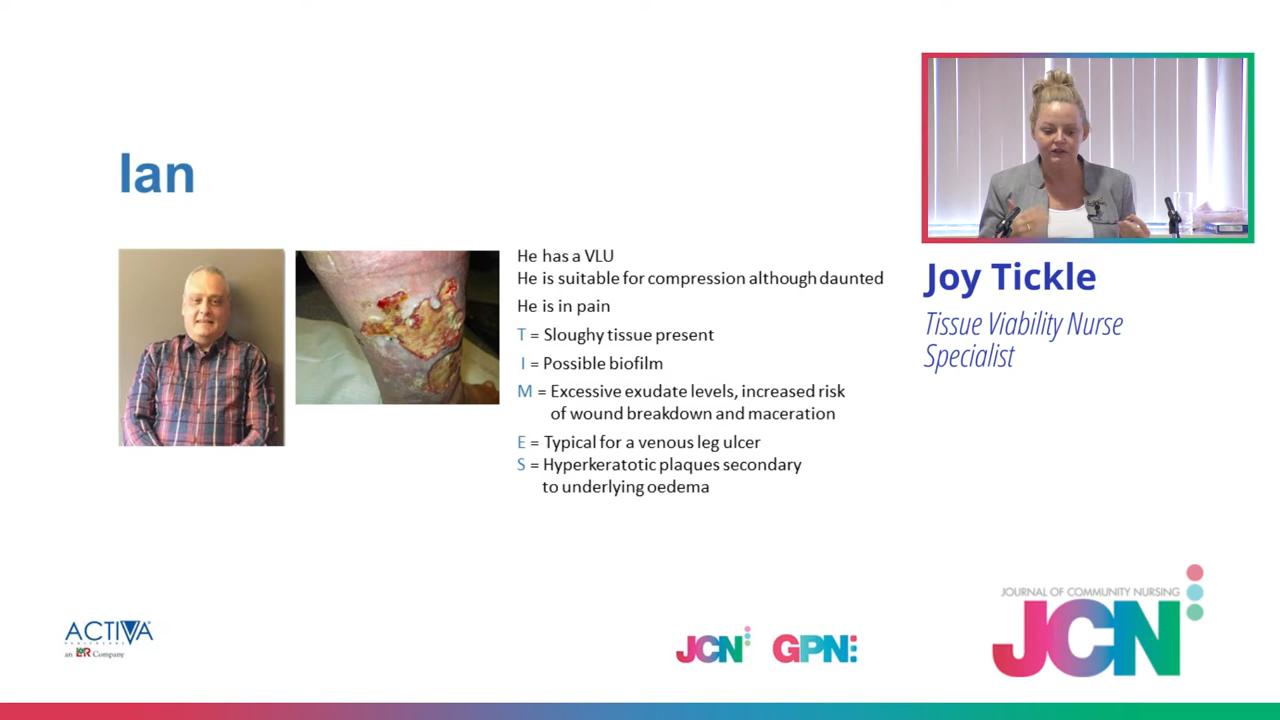 Ian
He has a VLU
He is suitable for compression although daunted
He is in pain
T = Sloughy tissue present
I = Possible biofilm
M = Excessive exudate levels, increased risk
of wound breakdown and maceration
E = Typical for a venous leg ulcer
S = Hyperkeratotic plaques secondary
to underlying oedema
Joy Tickle
Tissue Viability Nurse
Specialist
ACTIVA
HEALTHCARE
an L&R Company
JCN
GPN
JOURNAL OF COMMUNITY NURSING
JCN